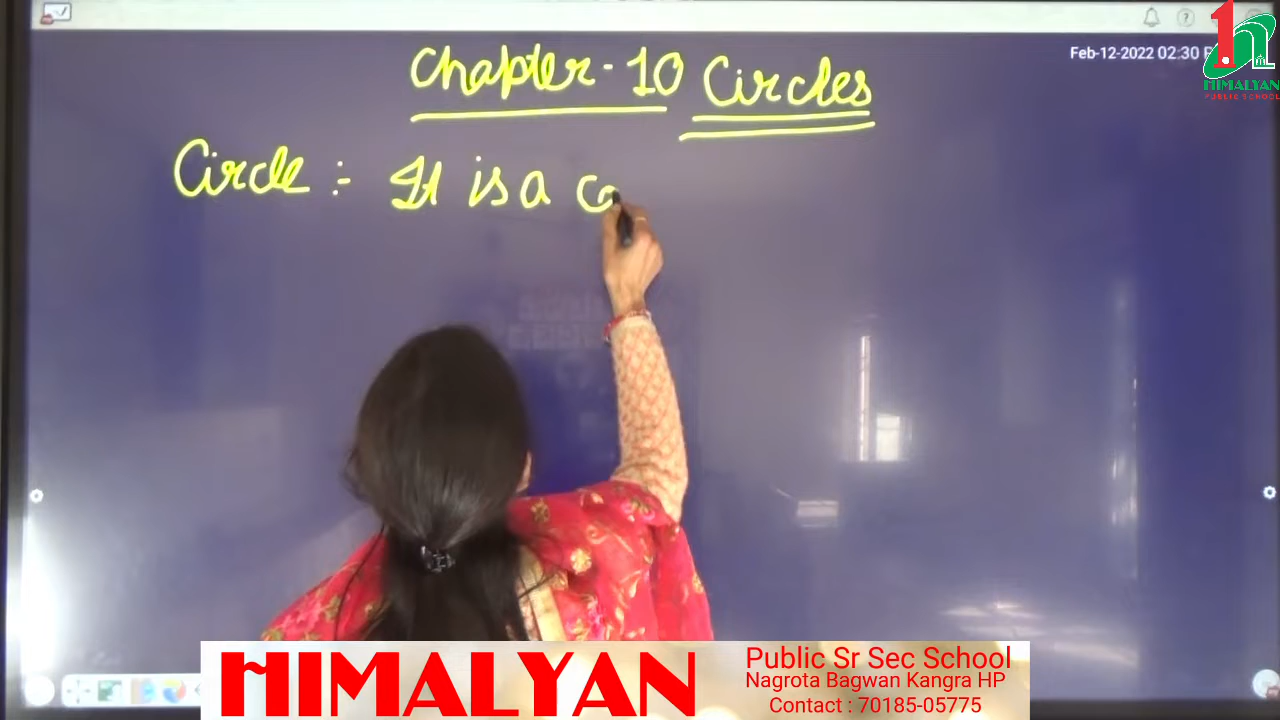 Chapter-10 Circles
Feb-12-2022 02:30 P
1h
HIMALYAN
PUBLIC SCHOOL
Circle :- It is a
HIMALYAN
Public Sr Sec School
Nagrota Bagwan Kangra HP
Contact : 70185-05775